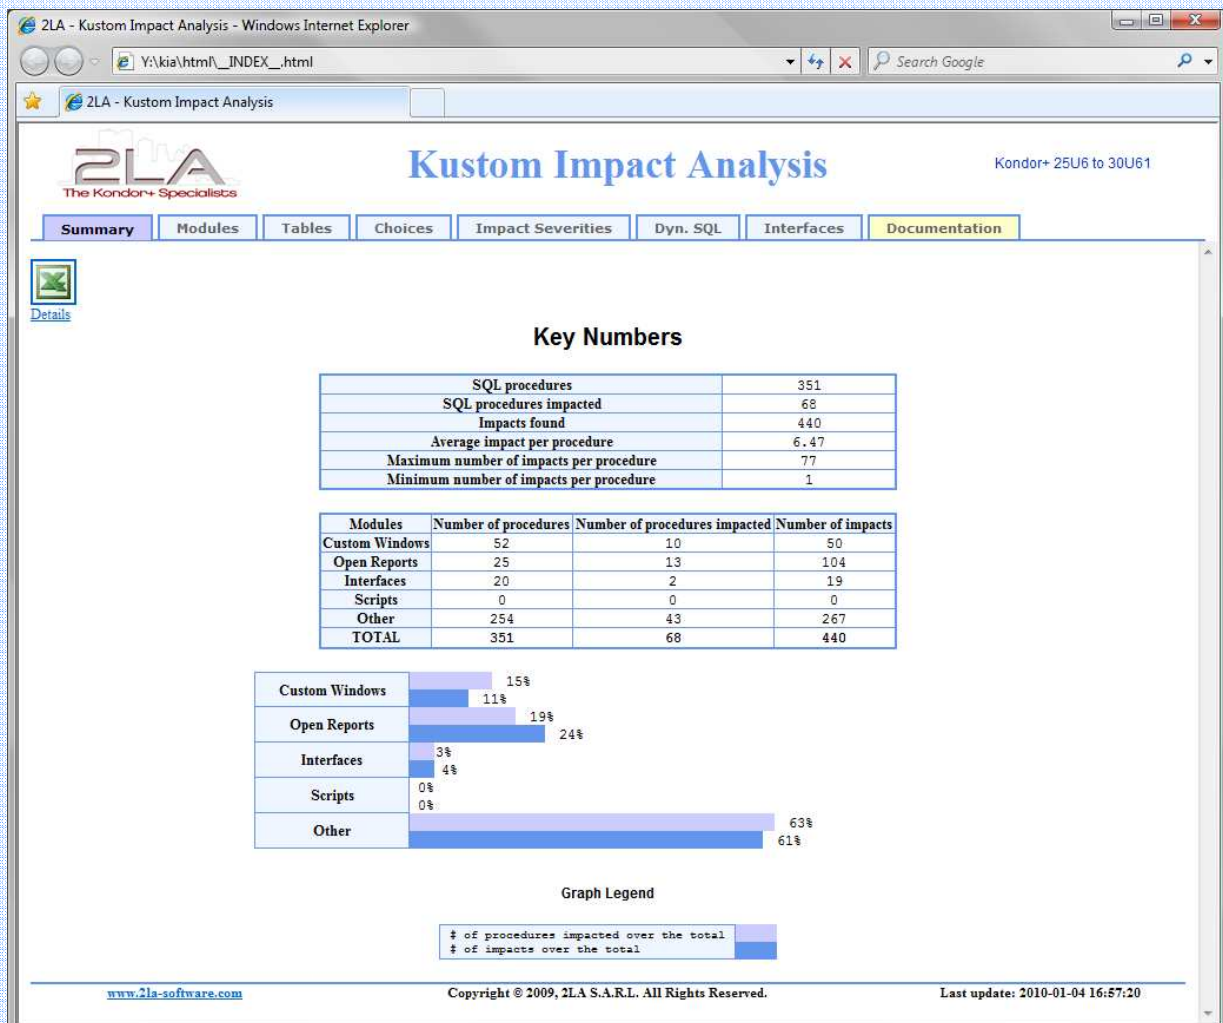 2LA - Kustom Impact Analysis - Windows Internet Explorer
Y:\kia\html\__INDEX__.html
Search Google
2LA - Kustom Impact Analysis
2LA
The Kondor+ Specialists
Kustom Impact Analysis
Kondor+ 25U6 to 30U61
Summary Modules Tables Choices Impact Severities Dyn. SQL Interfaces Documentation
Details
Key Numbers
SQL procedures 351
SQL procedures impacted 68
Impacts found 440
Average impact per procedure 6.47
Maximum number of impacts per procedure 77
Minimum number of impacts per procedure 1
Modules Number of procedures Number of procedures impacted Number of impacts
Custom Windows 52 10 50
Open Reports 25 13 104
Interfaces 20 2 19
Scripts 0 0 0
Other 254 43 267
TOTAL 351 68 440
Custom Windows 15%
11%
Open Reports 19%
24%
Interfaces 3%
4%
Scripts 0%
0%
Other 63%
61%
Graph Legend
# of procedures impacted over the total
# of impacts over the total
www.2la-software.com Copyright © 2009, 2LA S.A.R.L. All Rights Reserved. Last update: 2010-01-04 16:57:20